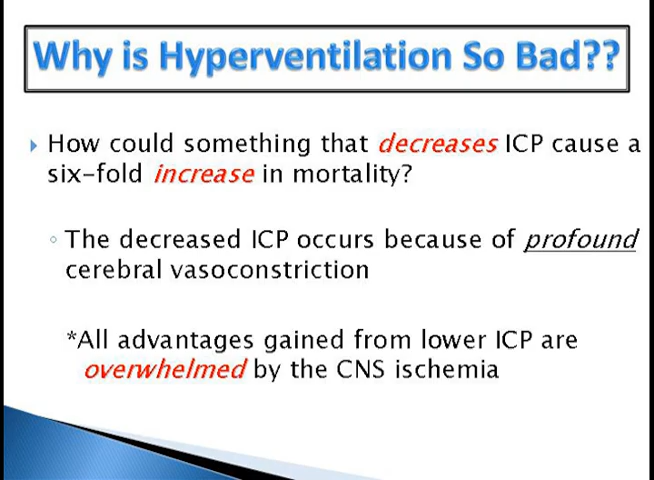 Why is Hyperventilation So Bad??
How could something that decreases ICP cause a
six-fold increase in mortality?
The decreased ICP occurs because of profound
cerebral vasoconstriction
*All advantages gained from lower ICP are
overwhelmed by the CNS ischemia